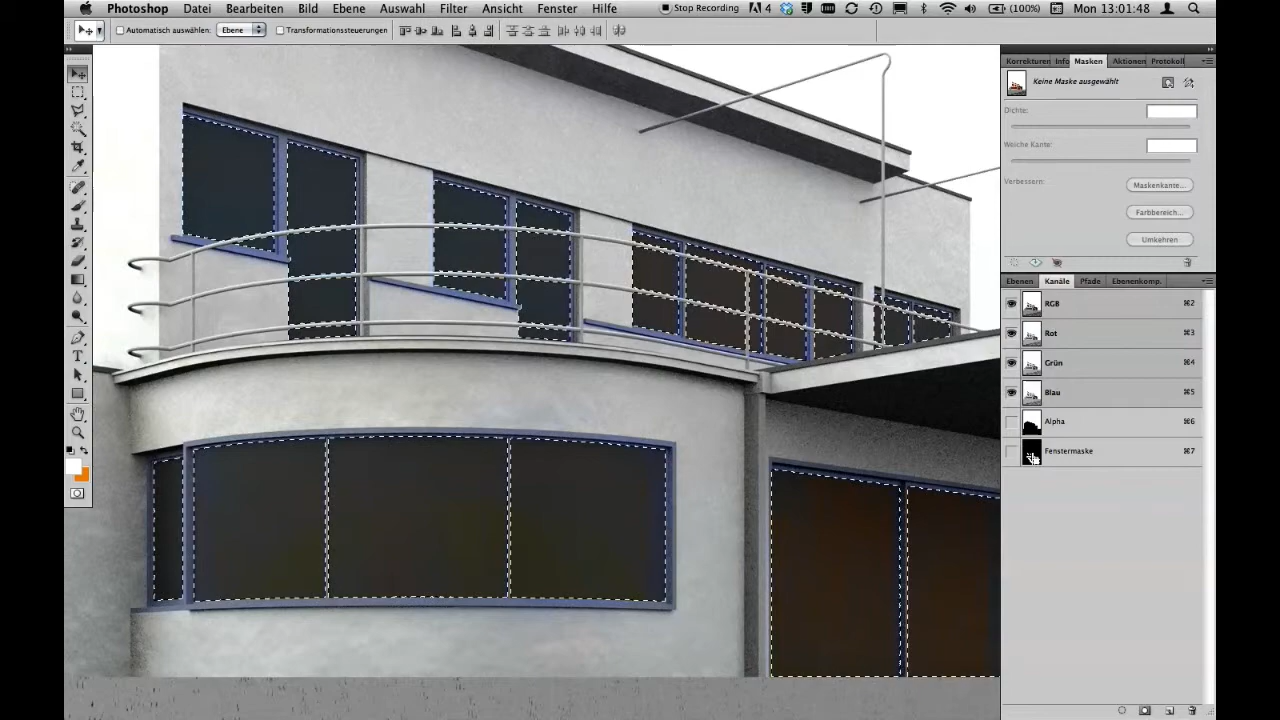 Photoshop Datei Bearbeiten Bild Ebene Auswahl Filter Ansicht Fenster Hilfe Stop Recording 4 (100%) Mon 13:01:48
Automatisch auswählen: Ebene Transformationssteuerungen
Korrekturen Info Masken Aktionen Protokoll
Keine Maske ausgewählt
Dichte:
Weiche Kante:
Verbessern:
Maskenkante...
Farbbereich...
Umkehren
Ebenen Kanäle Pfade Ebenenkomp.
RGB ⌘2
Rot ⌘3
Grün ⌘4
Blau ⌘5
Alpha ⌘6
Fenstermaske ⌘7